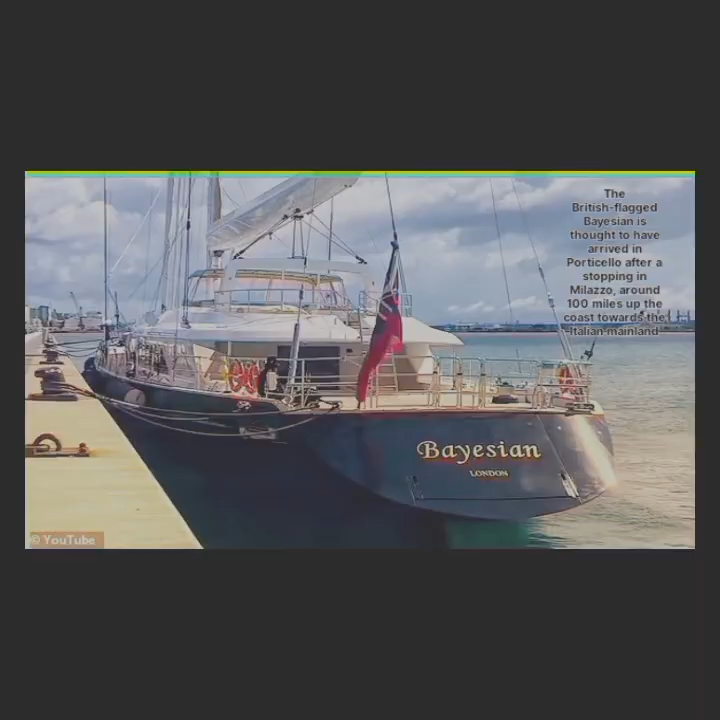 The
British-flagged
Bayesian is
thought to have
arrived in
Porticello after a
stopping in
Milazzo, around
100 miles up the
coast towards the
Italian mainland
Bayesian
LONDON
© YouTube